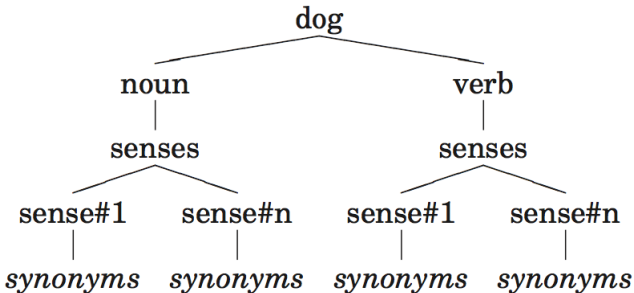 dog
noun verb
senses senses
sense#1 sense#n sense#1 sense#n
synonyms synonyms synonyms synonyms